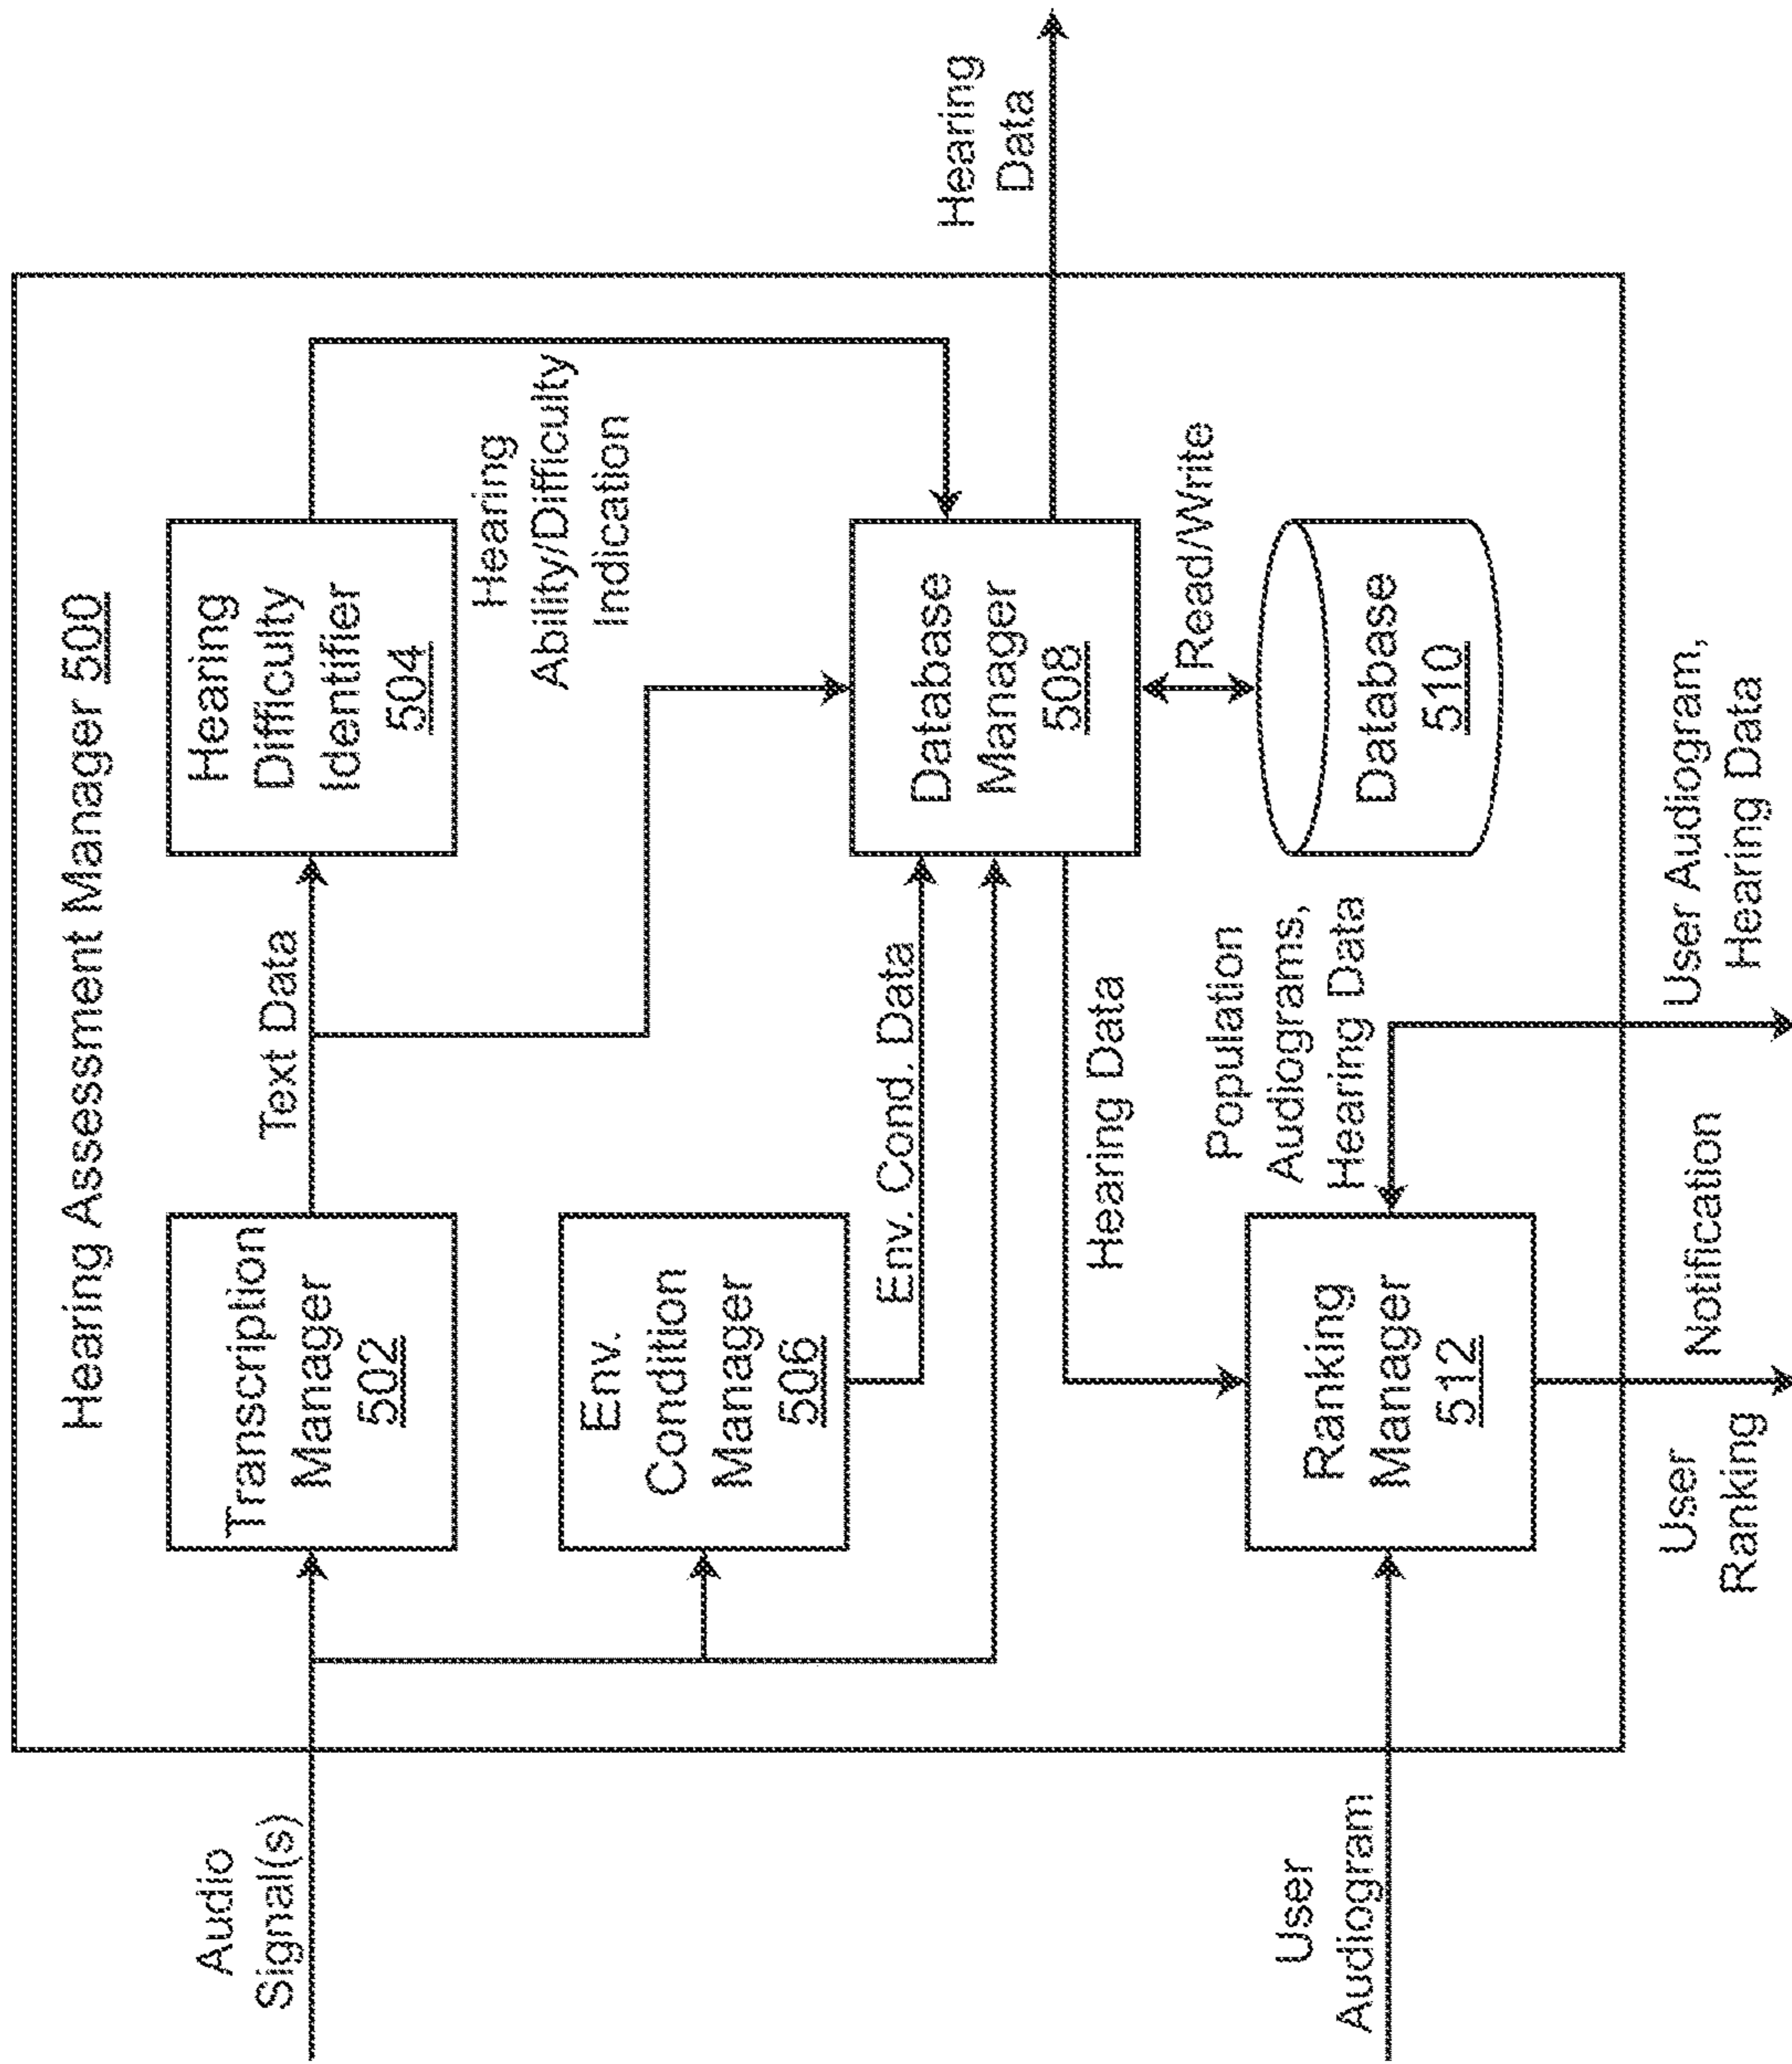 Hearing Assessment Manager 500
Audio
Signal(s)
Transcription
Manager
502
Text Data
Hearing
Difficulty
Identifier
504
Env.
Condition
Manager
506
Env. Cond. Data
Hearing
Ability/Difficulty
Indication
Database
Manager
508
Hearing
Data
Hearing Data
Read/Write
Population
Audiograms,
Hearing Data
Database
510
User
Audiogram
Ranking
Manager
512
User
Ranking
Notification
User Audiogram,
Hearing Data